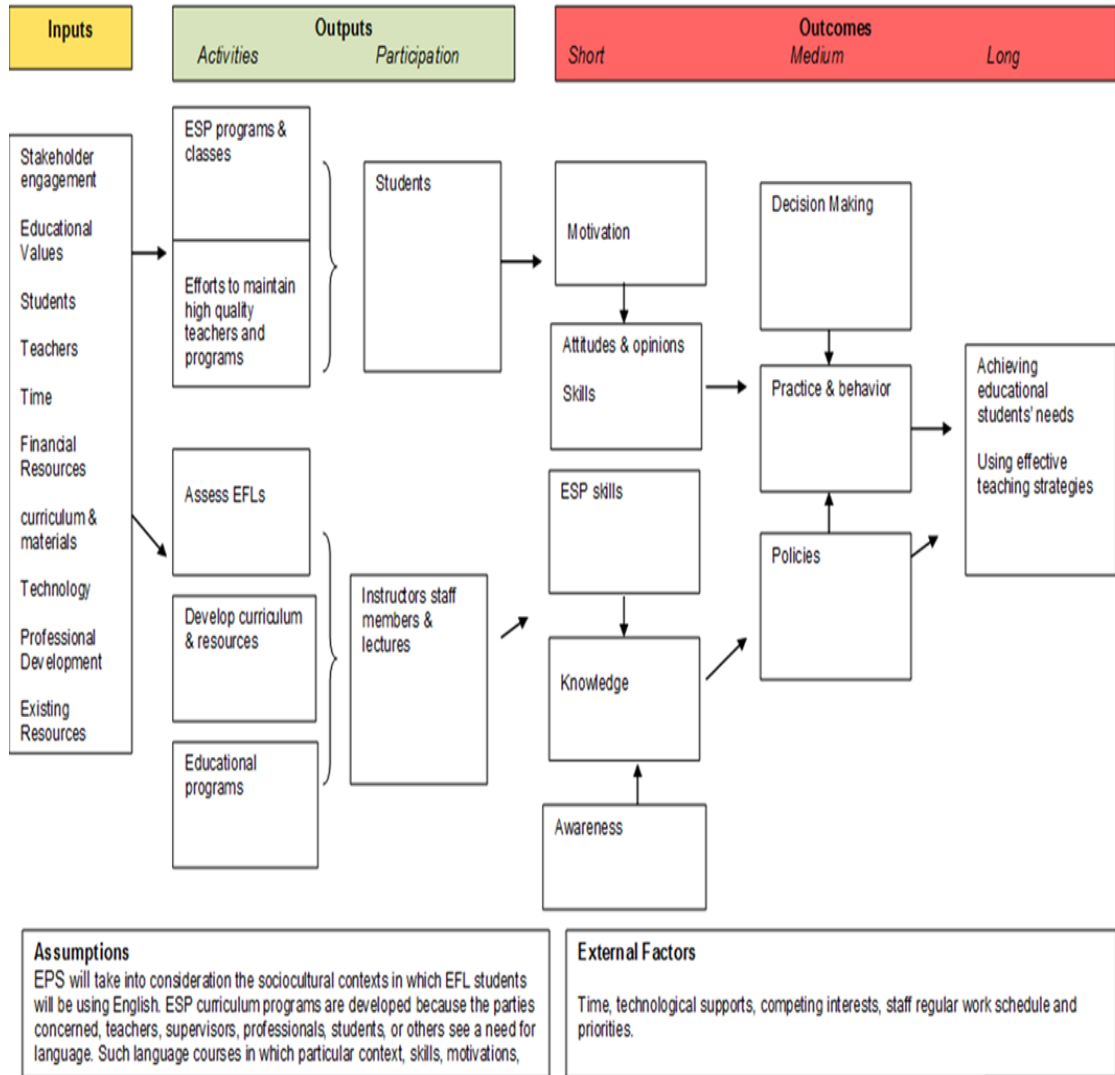 Inputs
Outputs
Activities
Participation
Outcomes
Short
Medium
Long
Stakeholder
engagement
Educational
Values
Students
Teachers
Time
Financial
Resources
curriculum &
materials
Technology
Professional
Development
Existing
Resources
ESP programs &
classes
Efforts to maintain
high quality
teachers and
programs
Assess EFLs
Develop curriculum
& resources
Educational
programs
Students
Instructors staff
members &
lectures
Motivation
Attitudes & opinions
Skills
ESP skills
Knowledge
Awareness
Decision Making
Practice & behavior
Policies
Achieving
educational
students' needs
Using effective
teaching strategies
Assumptions
EPS will take into consideration the sociocultural contexts in which EFL students
will be using English. ESP curriculum programs are developed because the parties
concerned, teachers, supervisors, professionals, students, or others see a need for
language. Such language courses in which particular context, skills, motivations,
External Factors
Time, technological supports, competing interests, staff regular work schedule and
priorities.